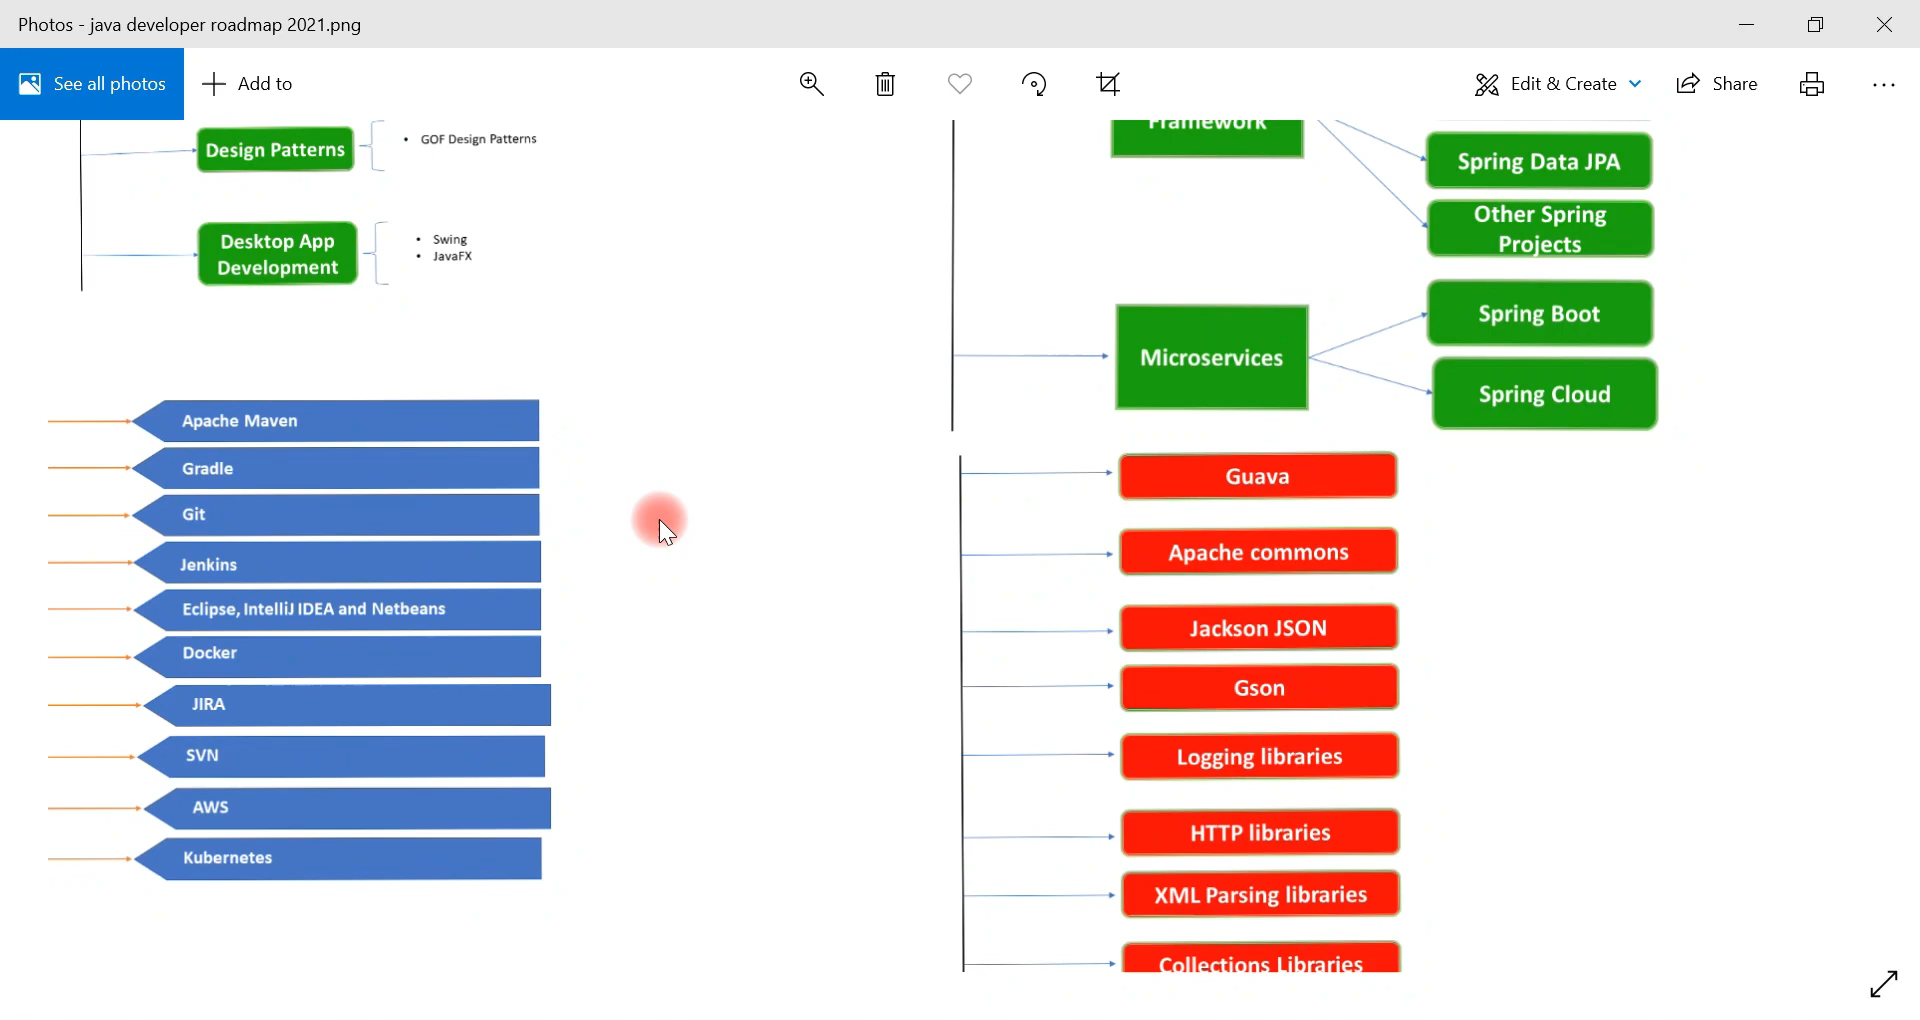 Photos - java developer roadmap 2021.png
See all photos
Add to
Edit & Create
Share
Design Patterns
• GOF Design Patterns
Desktop App
Development
• Swing
• JavaFX
Apache Maven
Gradle
Git
Jenkins
Eclipse, IntelliJ IDEA and Netbeans
Docker
JIRA
SVN
AWS
Kubernetes
Framework
Spring Data JPA
Other Spring
Projects
Microservices
Spring Boot
Spring Cloud
Guava
Apache commons
Jackson JSON
Gson
Logging libraries
HTTP libraries
XML Parsing libraries
Collections Libraries